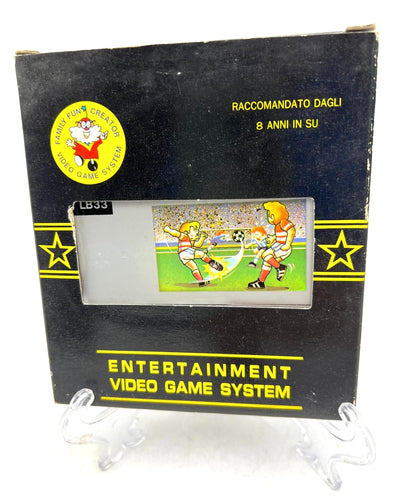 FAMILY FUN CREATOR
VIDEO GAME SYSTEM
RACCOMANDATO DAGLI
8 ANNI IN SU
LB33
ENTERTAINMENT
VIDEO GAME SYSTEM